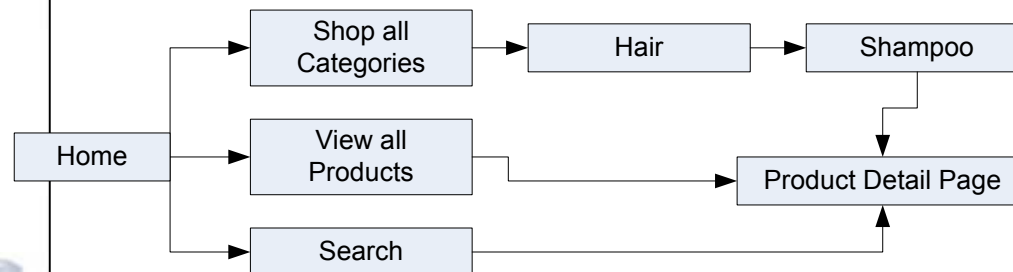 Shop all
Categories
Hair
Shampoo
Home
View all
Products
Product Detail Page
Search